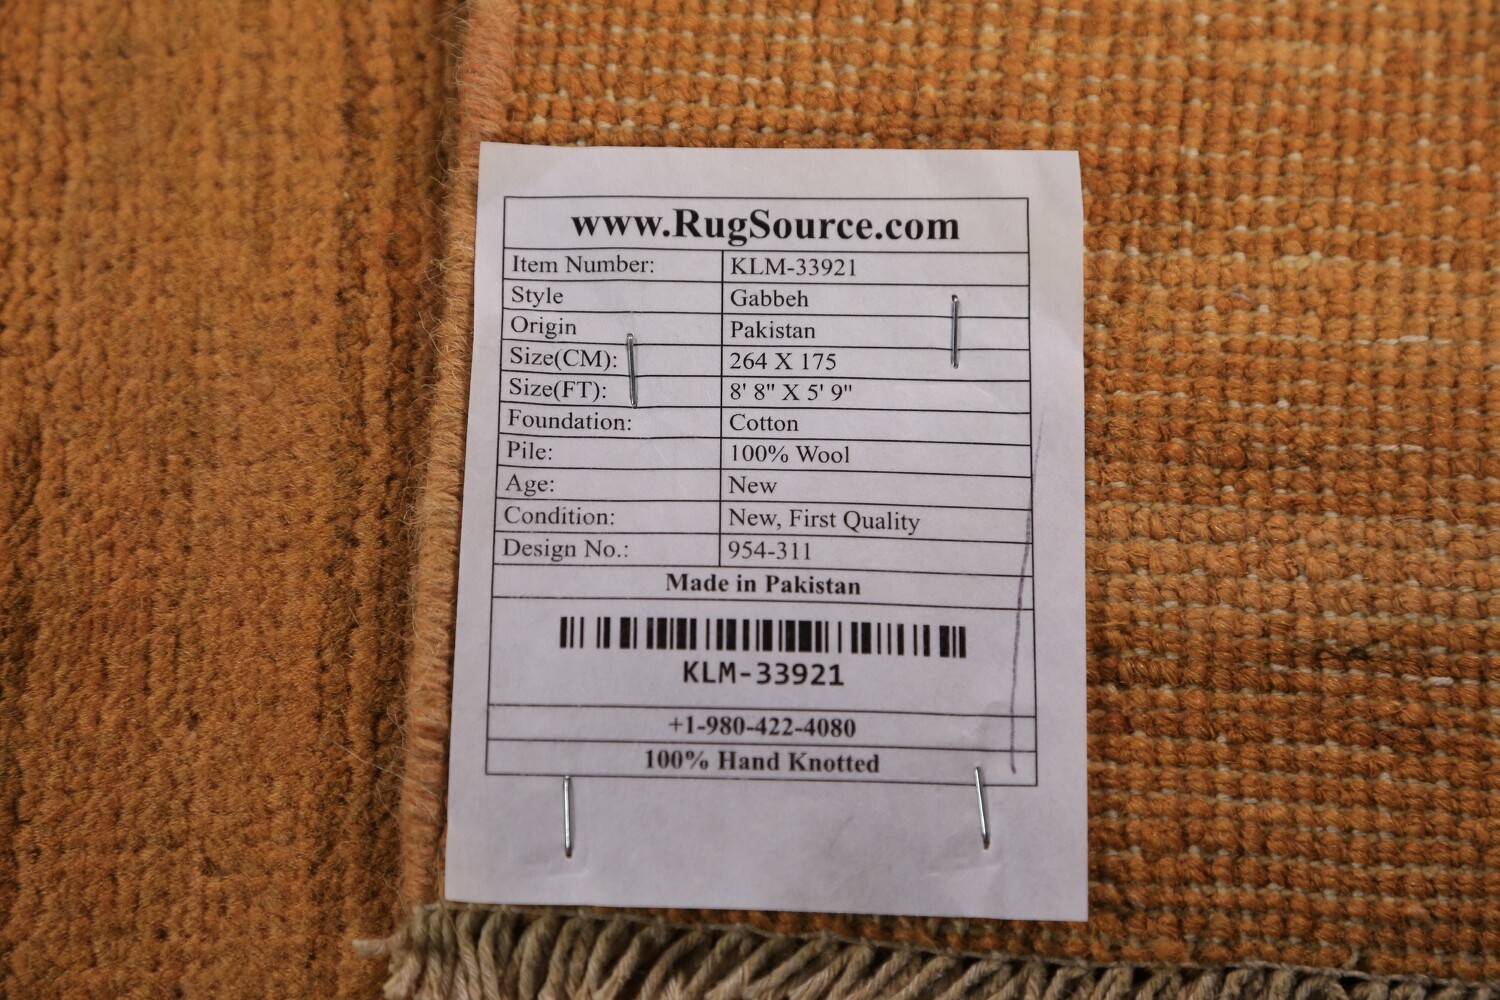 www.RugSource.com
Item Number: KLM-33921
Style Gabbeh
Origin Pakistan
Size(CM): 264 X 175
Size(FT): 8' 8" X 5' 9"
Foundation: Cotton
Pile: 100% Wool
Age: New
Condition: New, First Quality
Design No.: 954-311
Made in Pakistan
KLM-33921
+1-980-422-4080
100% Hand Knotted